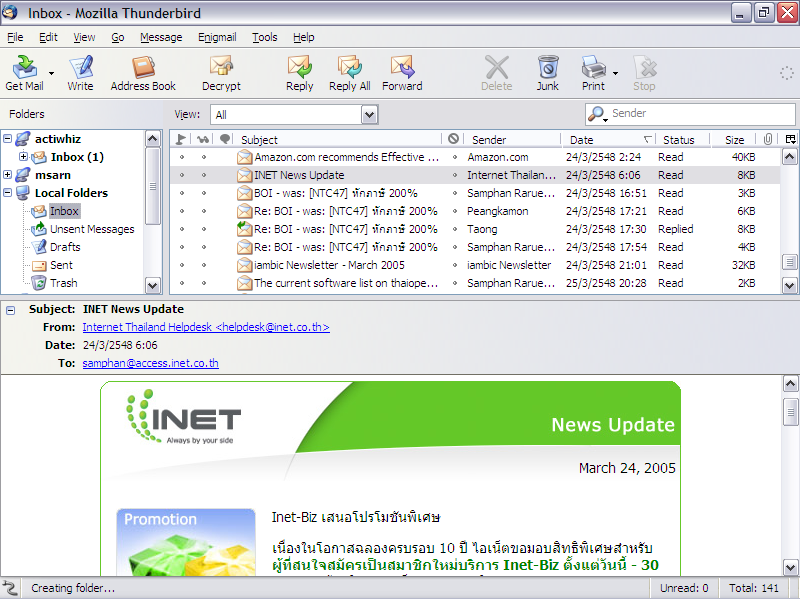 Inbox - Mozilla Thunderbird
File Edit View Go Message Enigmail Tools Help
Get Mail Write Address Book Decrypt Reply Reply All Forward Delete Junk Print Stop
Folders View: All Sender
actiwhiz
Inbox (1)
msarn
Local Folders
Inbox
Unsent Messages
Drafts
Sent
Trash
Subject Sender Date Status Size
Amazon.com recommends Effective ... Amazon.com 24/3/2548 2:24 Read 40KB
INET News Update Internet Thailan... 24/3/2548 6:06 Read 8KB
BOI - was: [NTC47] หักภาษี 200% Samphan Rarue... 24/3/2548 16:51 Read 3KB
Re: BOI - was: [NTC47] หักภาษี 200% Peangkamon 24/3/2548 17:21 Read 6KB
Re: BOI - was: [NTC47] หักภาษี 200% Taong 24/3/2548 17:30 Replied 8KB
Re: BOI - was: [NTC47] หักภาษี 200% Samphan Rarue... 24/3/2548 17:54 Read 4KB
iambic Newsletter - March 2005 iambic Newsletter 24/3/2548 21:01 Read 32KB
The current software list on thaiope... Samphan Rarue... 25/3/2548 20:28 Read 2KB
Subject: INET News Update
From: Internet Thailand Helpdesk <helpdesk@inet.co.th>
Date: 24/3/2548 6:06
To: samphan@access.inet.co.th
INET
Always by your side
News Update
March 24, 2005
Promotion
Inet-Biz เสนอโปรโมชันพิเศษ
เนื่องในโอกาสฉลองครบรอบ 10 ปี ไอเน็ตขอมอบสิทธิพิเศษสำหรับ
ผู้ที่สนใจสมัครเป็นสมาชิกใหม่บริการ Inet-Biz ตั้งแต่วันนี้ - 30
Creating folder... Unread: 0 Total: 141